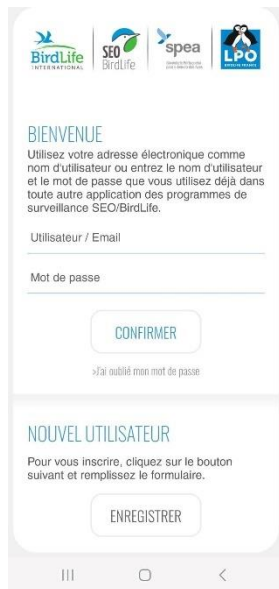 BirdLife
INTERNATIONAL
SEO
BirdLife
spea
LPO
BIENVENUE
Utilisez votre adresse électronique comme
nom d'utilisateur ou entrez le nom d'utilisateur
et le mot de passe que vous utilisez déjà dans
toute autre application des programmes de
surveillance SEO/BirdLife.
Utilisateur / Email
Mot de passe
CONFIRMER
>J'ai oublié mon mot de passe
NOUVEL UTILISATEUR
Pour vous inscrire, cliquez sur le bouton
suivant et remplissez le formulaire.
ENREGISTRER